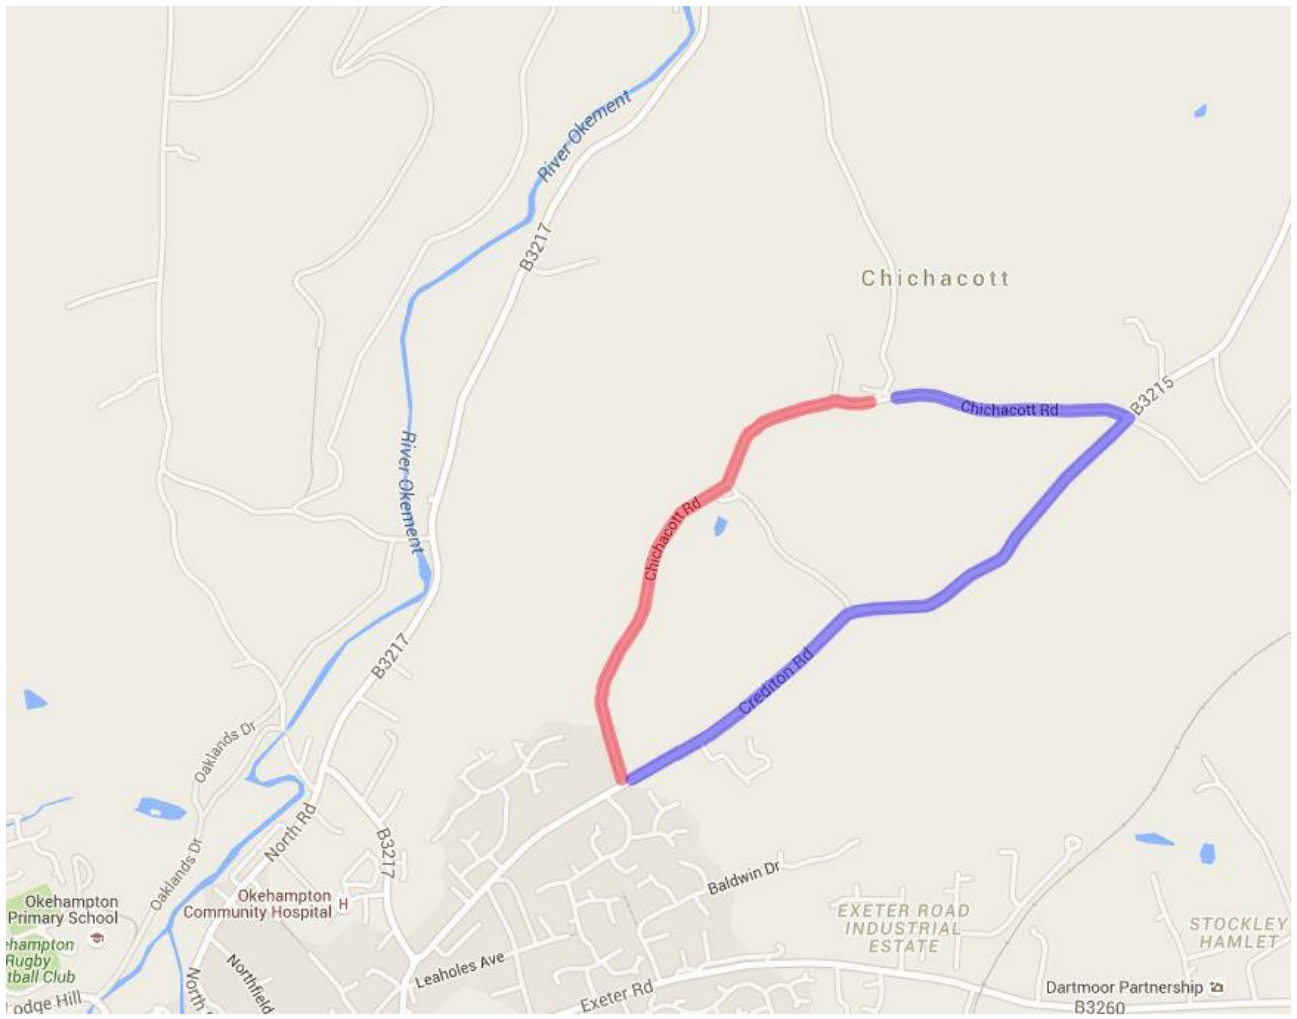 River Okement
B3217
Chichacott
Chichacott Rd
B3215
River Okement
Chichacott Rd
B3217
Crediton Rd
Oaklands Dr
North Rd
B3217
Oaklands Dr
Baldwin Dr
Okehampton
Primary School
Okehampton
Community Hospital H
EXETER ROAD
INDUSTRIAL
ESTATE
STOCKLEY
HAMLET
ehampton
Rugby
tball Club
Northfield
North
Leaholes Ave
Exeter Rd
Dartmoor Partnership
B3260
odge Hill